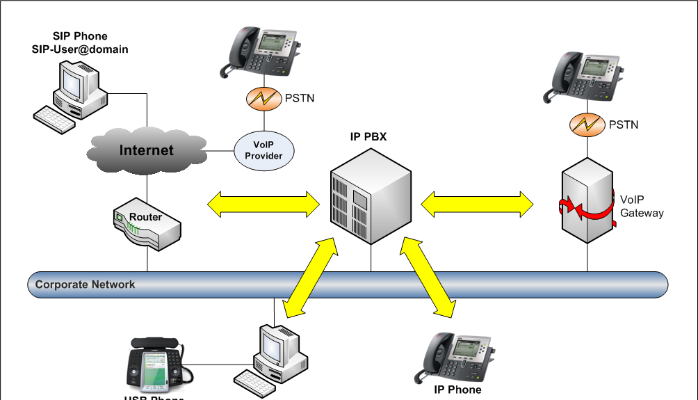 SIP Phone
SIP-User@domain
PSTN
PSTN
IP PBX
Internet
VoIP
Provider
VoIP
Gateway
Router
Corporate Network
IP Phone
USB Phone